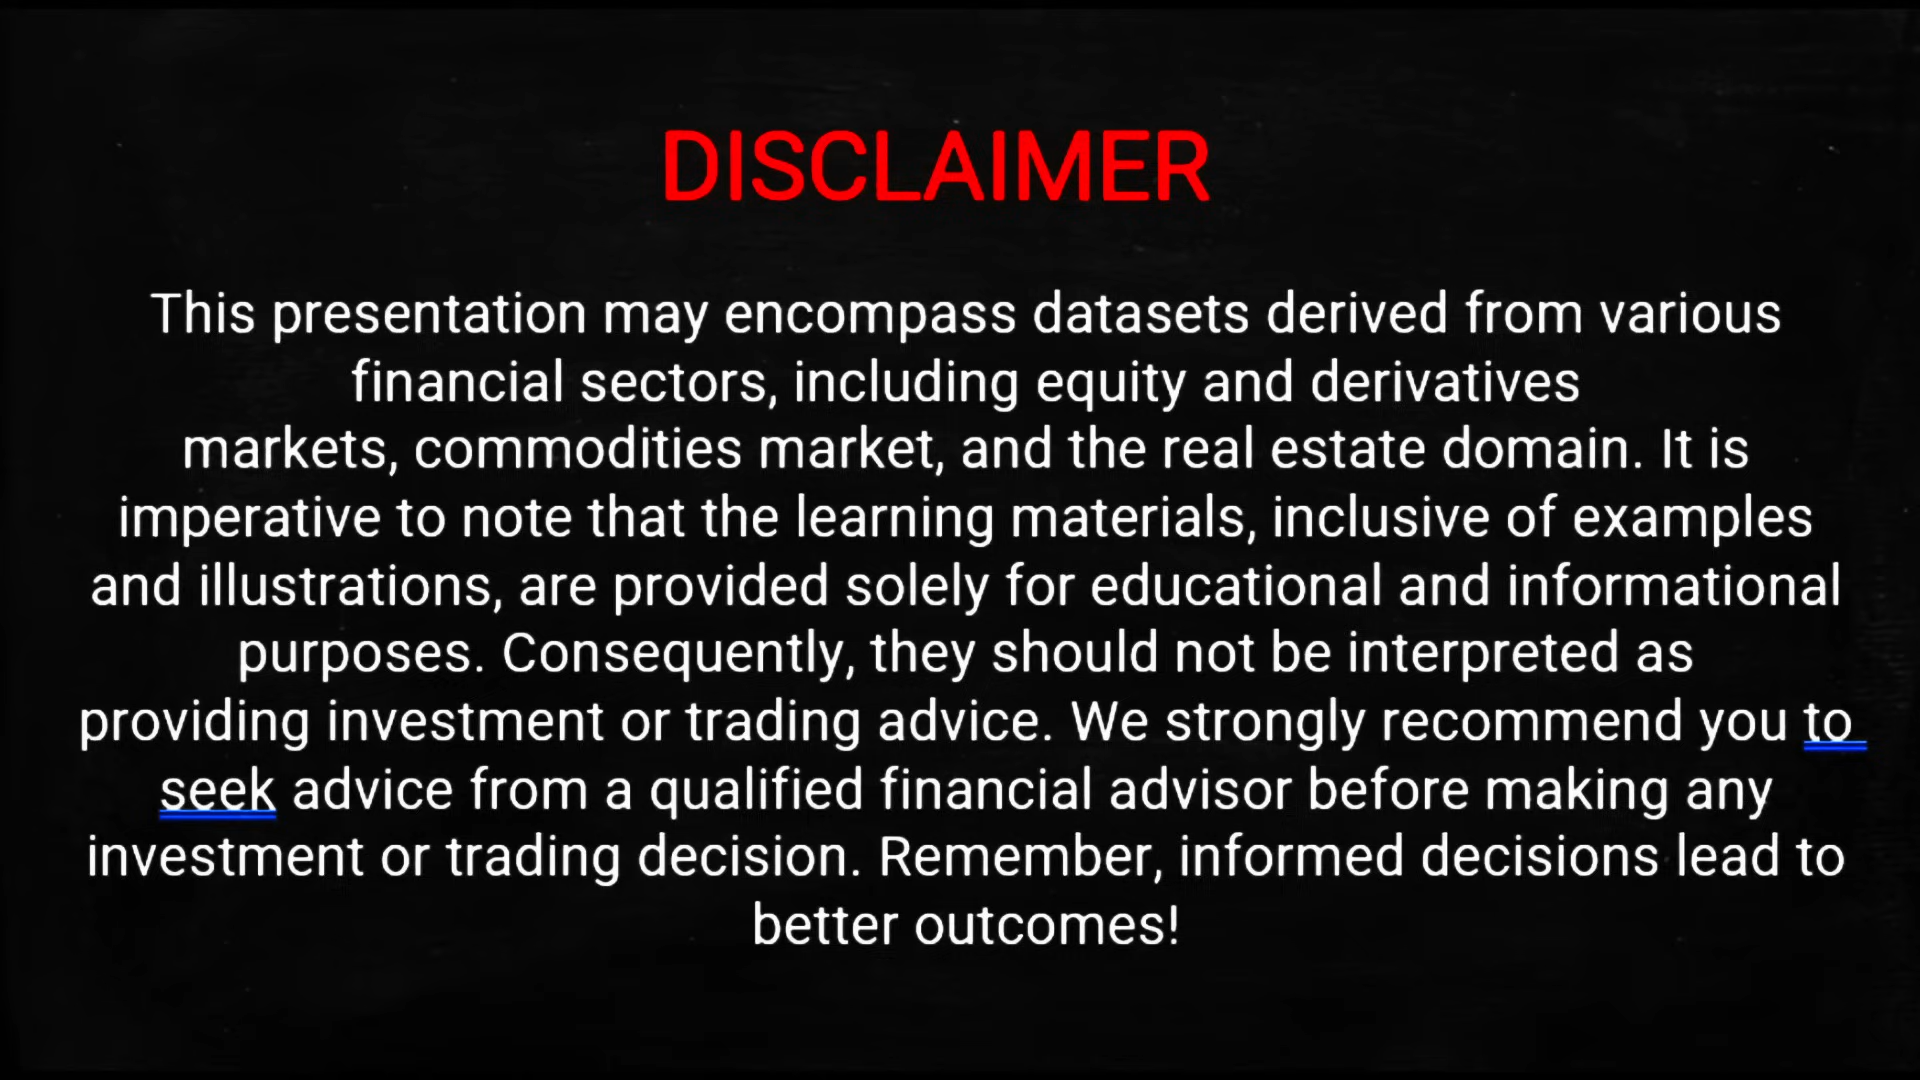 DISCLAIMER
This presentation may encompass datasets derived from various
financial sectors, including equity and derivatives
markets, commodities market, and the real estate domain. It is
imperative to note that the learning materials, inclusive of examples
and illustrations, are provided solely for educational and informational
purposes. Consequently, they should not be interpreted as
providing investment or trading advice. We strongly recommend you to
seek advice from a qualified financial advisor before making any
investment or trading decision. Remember, informed decisions lead to
better outcomes!